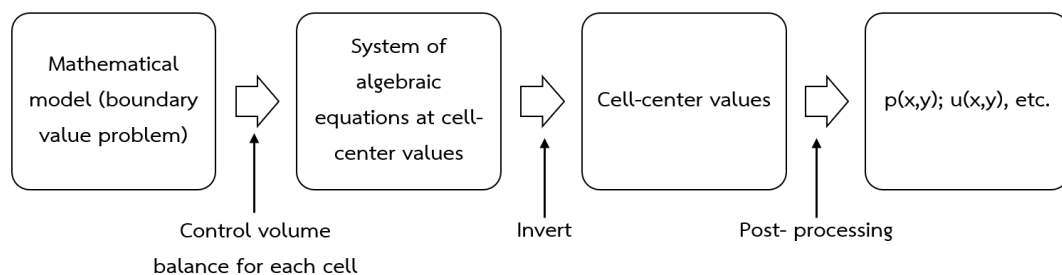 Mathematical
model (boundary
value problem)
System of
algebraic
equations at cell-
center values
Cell-center values
p(x,y); u(x,y), etc.
Control volume
balance for each cell
Invert
Post- processing